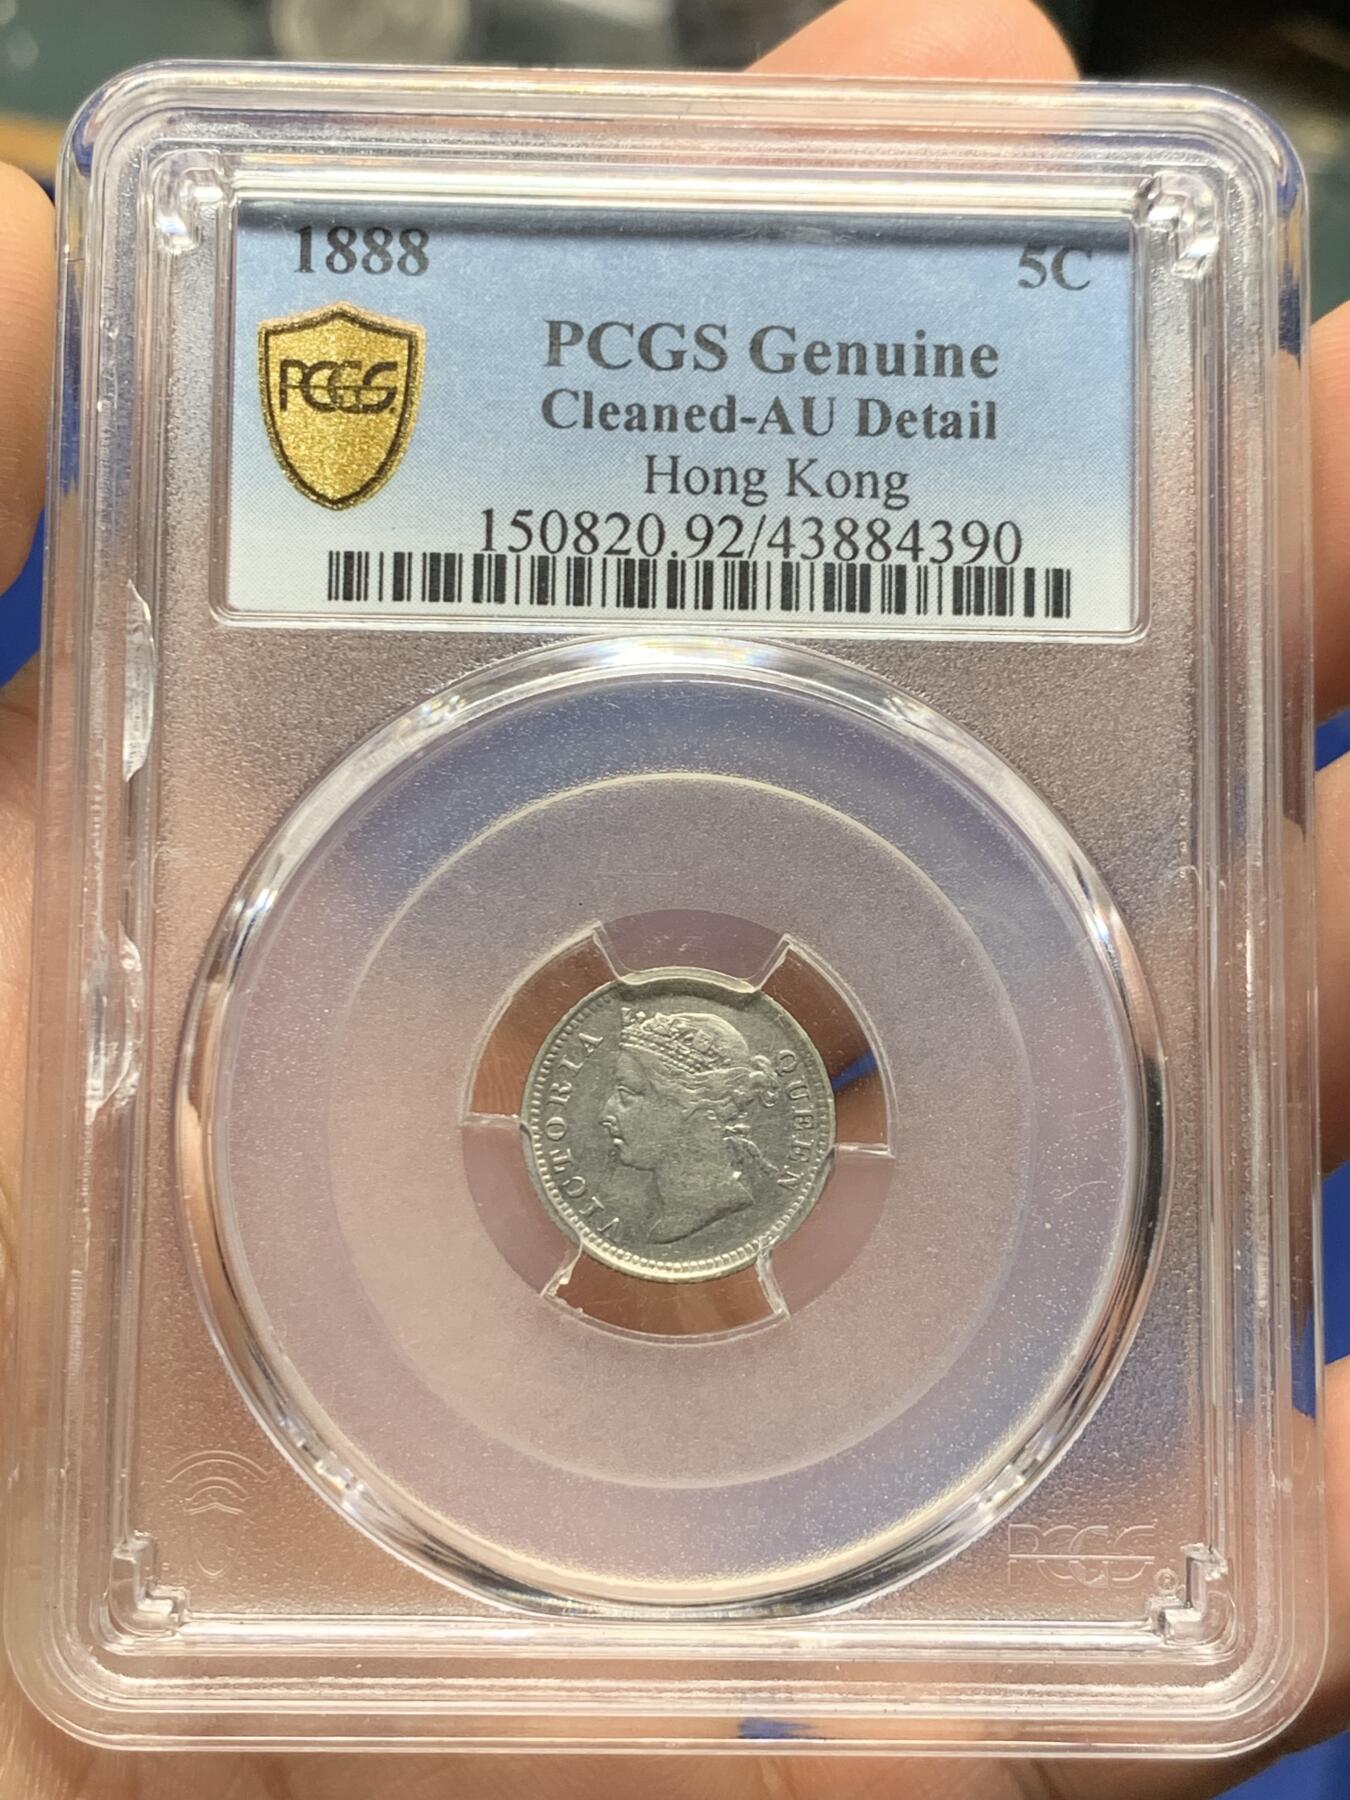 1888 5C
PCGS
PCGS Genuine
Cleaned-AU Detail
Hong Kong
150820.92/43884390
VICTORIA QUEEN
PCGS